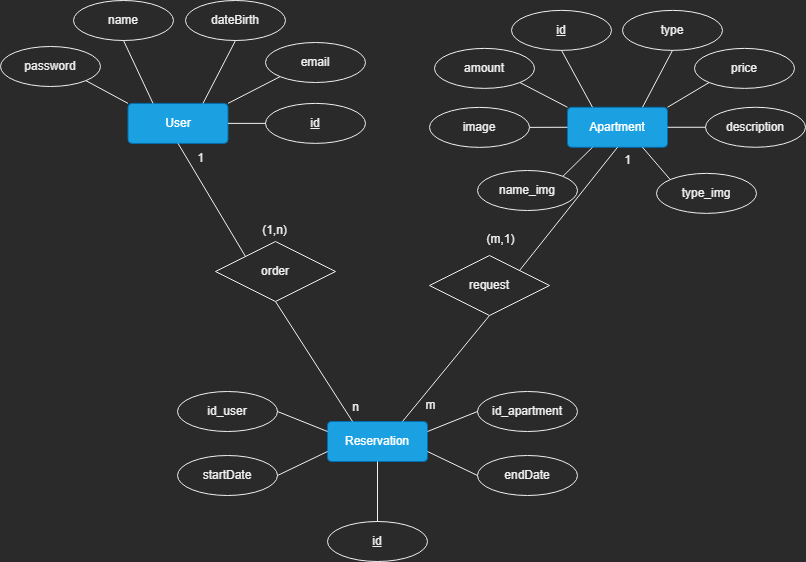 name
dateBirth
id
type
password
email
amount
price
User
id
image
Apartment
description
1
1
name_img
type_img
(1,n)
(m,1)
order
request
n
m
id_user
id_apartment
Reservation
startDate
endDate
id